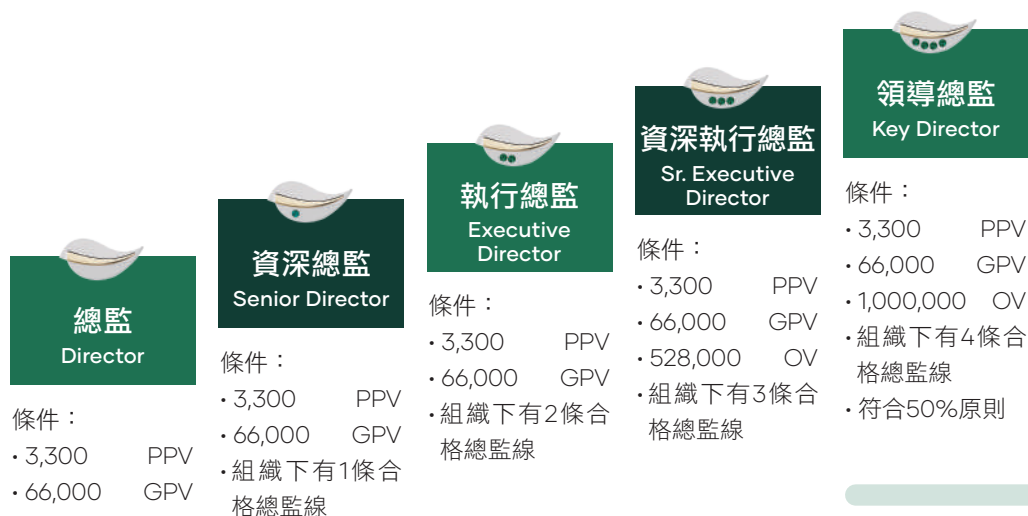 總監
Director
條件：
• 3,300 PPV
• 66,000 GPV
資深總監
Senior Director
條件：
• 3,300 PPV
• 66,000 GPV
•組織下有1條合
格總監線
執行總監
Executive
Director
條件：
• 3,300 PPV
• 66,000 GPV
•組織下有2條合
格總監線
資深執行總監
Sr. Executive
Director
條件：
• 3,300 PPV
• 66,000 GPV
• 528,000 OV
•組織下有3條合
格總監線
領導總監
Key Director
條件：
• 3,300 PPV
• 66,000 GPV
• 1,000,000 OV
•組織下有4條合
格總監線
• 符合50%原則